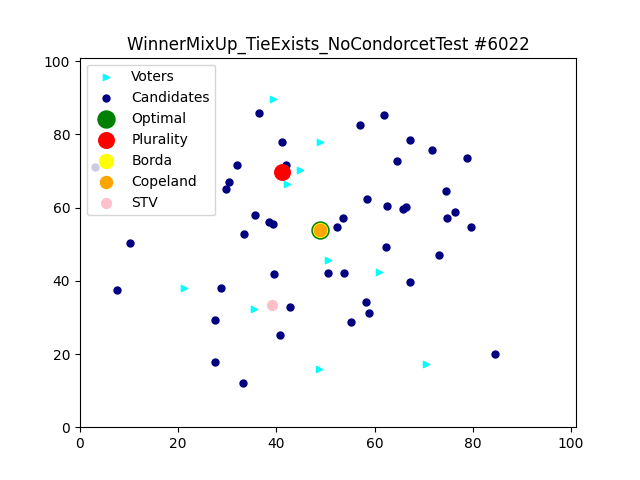 WinnerMixUp_TieExists_NoCondorcetTest #6022
100
80
60
40
20
0
Voters
Candidates
Optimal
Plurality
Borda
Copeland
STV
0 20 40 60 80 100